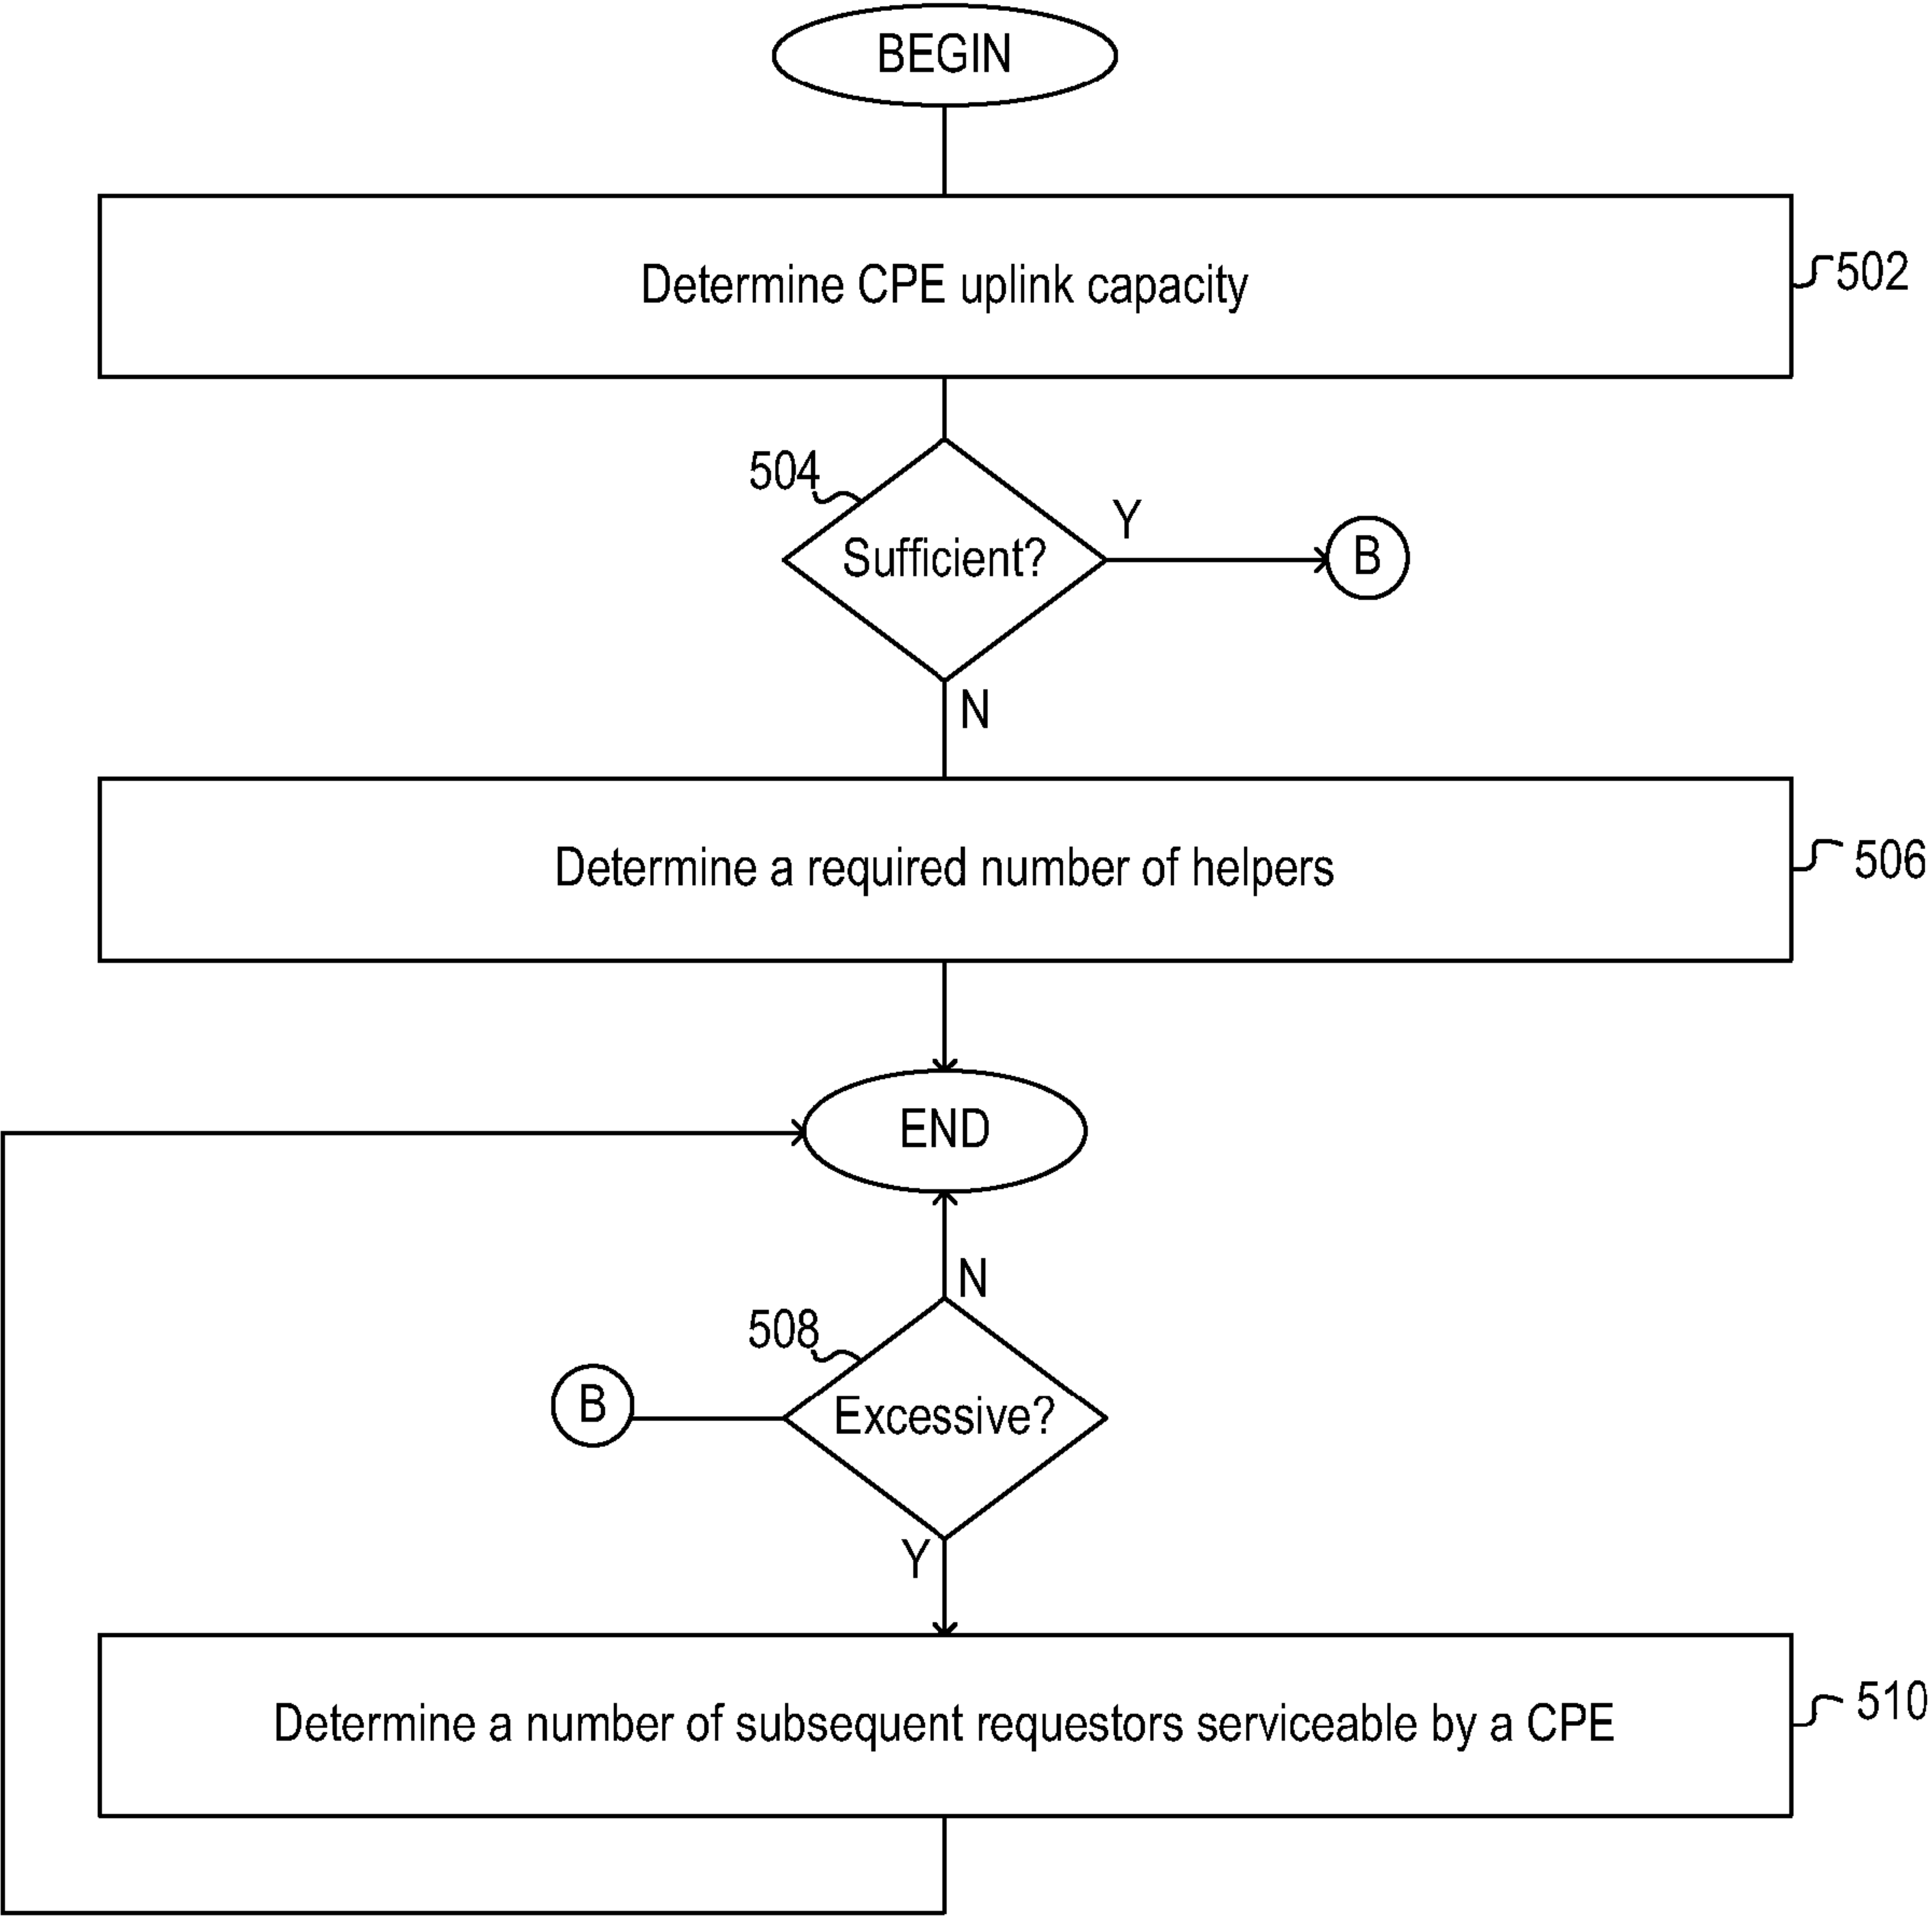 BEGIN
Determine CPE uplink capacity
502
504
Sufficient?
Y
B
N
Determine a required number of helpers
506
END
N
508
B
Excessive?
Y
Determine a number of subsequent requestors serviceable by a CPE
510